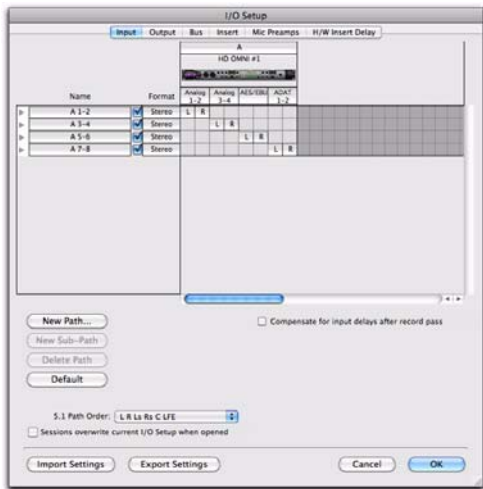 I/O Setup
Input Output Bus Insert Mic Preamps H/W Insert Delay
A
HD OMNI #1
Name Format Analog 1-2 Analog 3-4 AES/EBU ADAT 1-2
A 1-2 Stereo L R
A 3-4 Stereo L R
A 5-6 Stereo L R
A 7-8 Stereo L R
New Path...
Compensate for input delays after record pass
New Sub-Path
Delete Path
Default
5.1 Path Order: L R Ls Rs C LFE
Sessions overwrite current I/O Setup when opened
Import Settings Export Settings Cancel OK